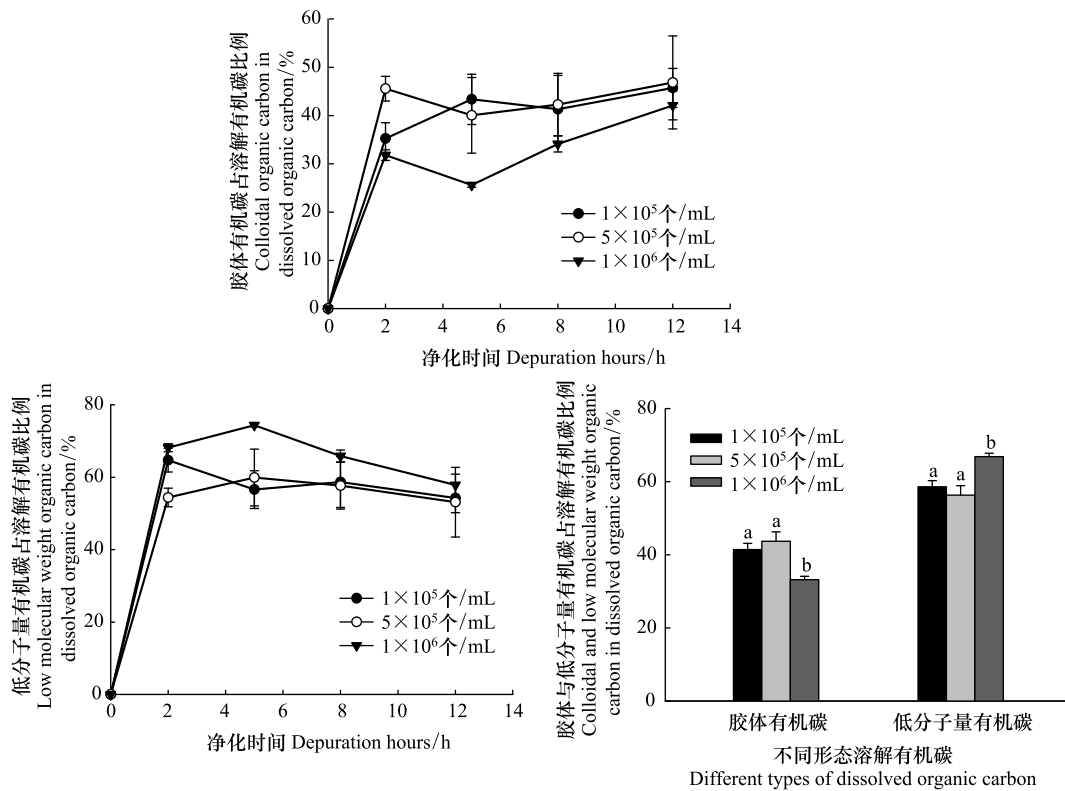 胶体有机碳占溶解有机碳比例
Colloidal organic carbon in
dissolved organic carbon/%
60
50
40
30
20
10
0
0 2 4 6 8 10 12 14
1×10⁵个/mL
5×10⁵个/mL
1×10⁶个/mL
净化时间 Depuration hours/h
低分子量有机碳占溶解有机碳比例
Low molecular weight organic carbon in
dissolved organic carbon/%
80
60
40
20
0
0 2 4 6 8 10 12 14
1×10⁵个/mL
5×10⁵个/mL
1×10⁶个/mL
净化时间 Depuration hours/h
胶体与低分子量有机碳占溶解有机碳比例
Colloidal and low molecular weight organic
carbon in dissolved organic carbon/%
80
60
40
20
0
1×10⁵个/mL
5×10⁵个/mL
1×10⁶个/mL
a a b
a a b
胶体有机碳 低分子量有机碳
不同形态溶解有机碳
Different types of dissolved organic carbon